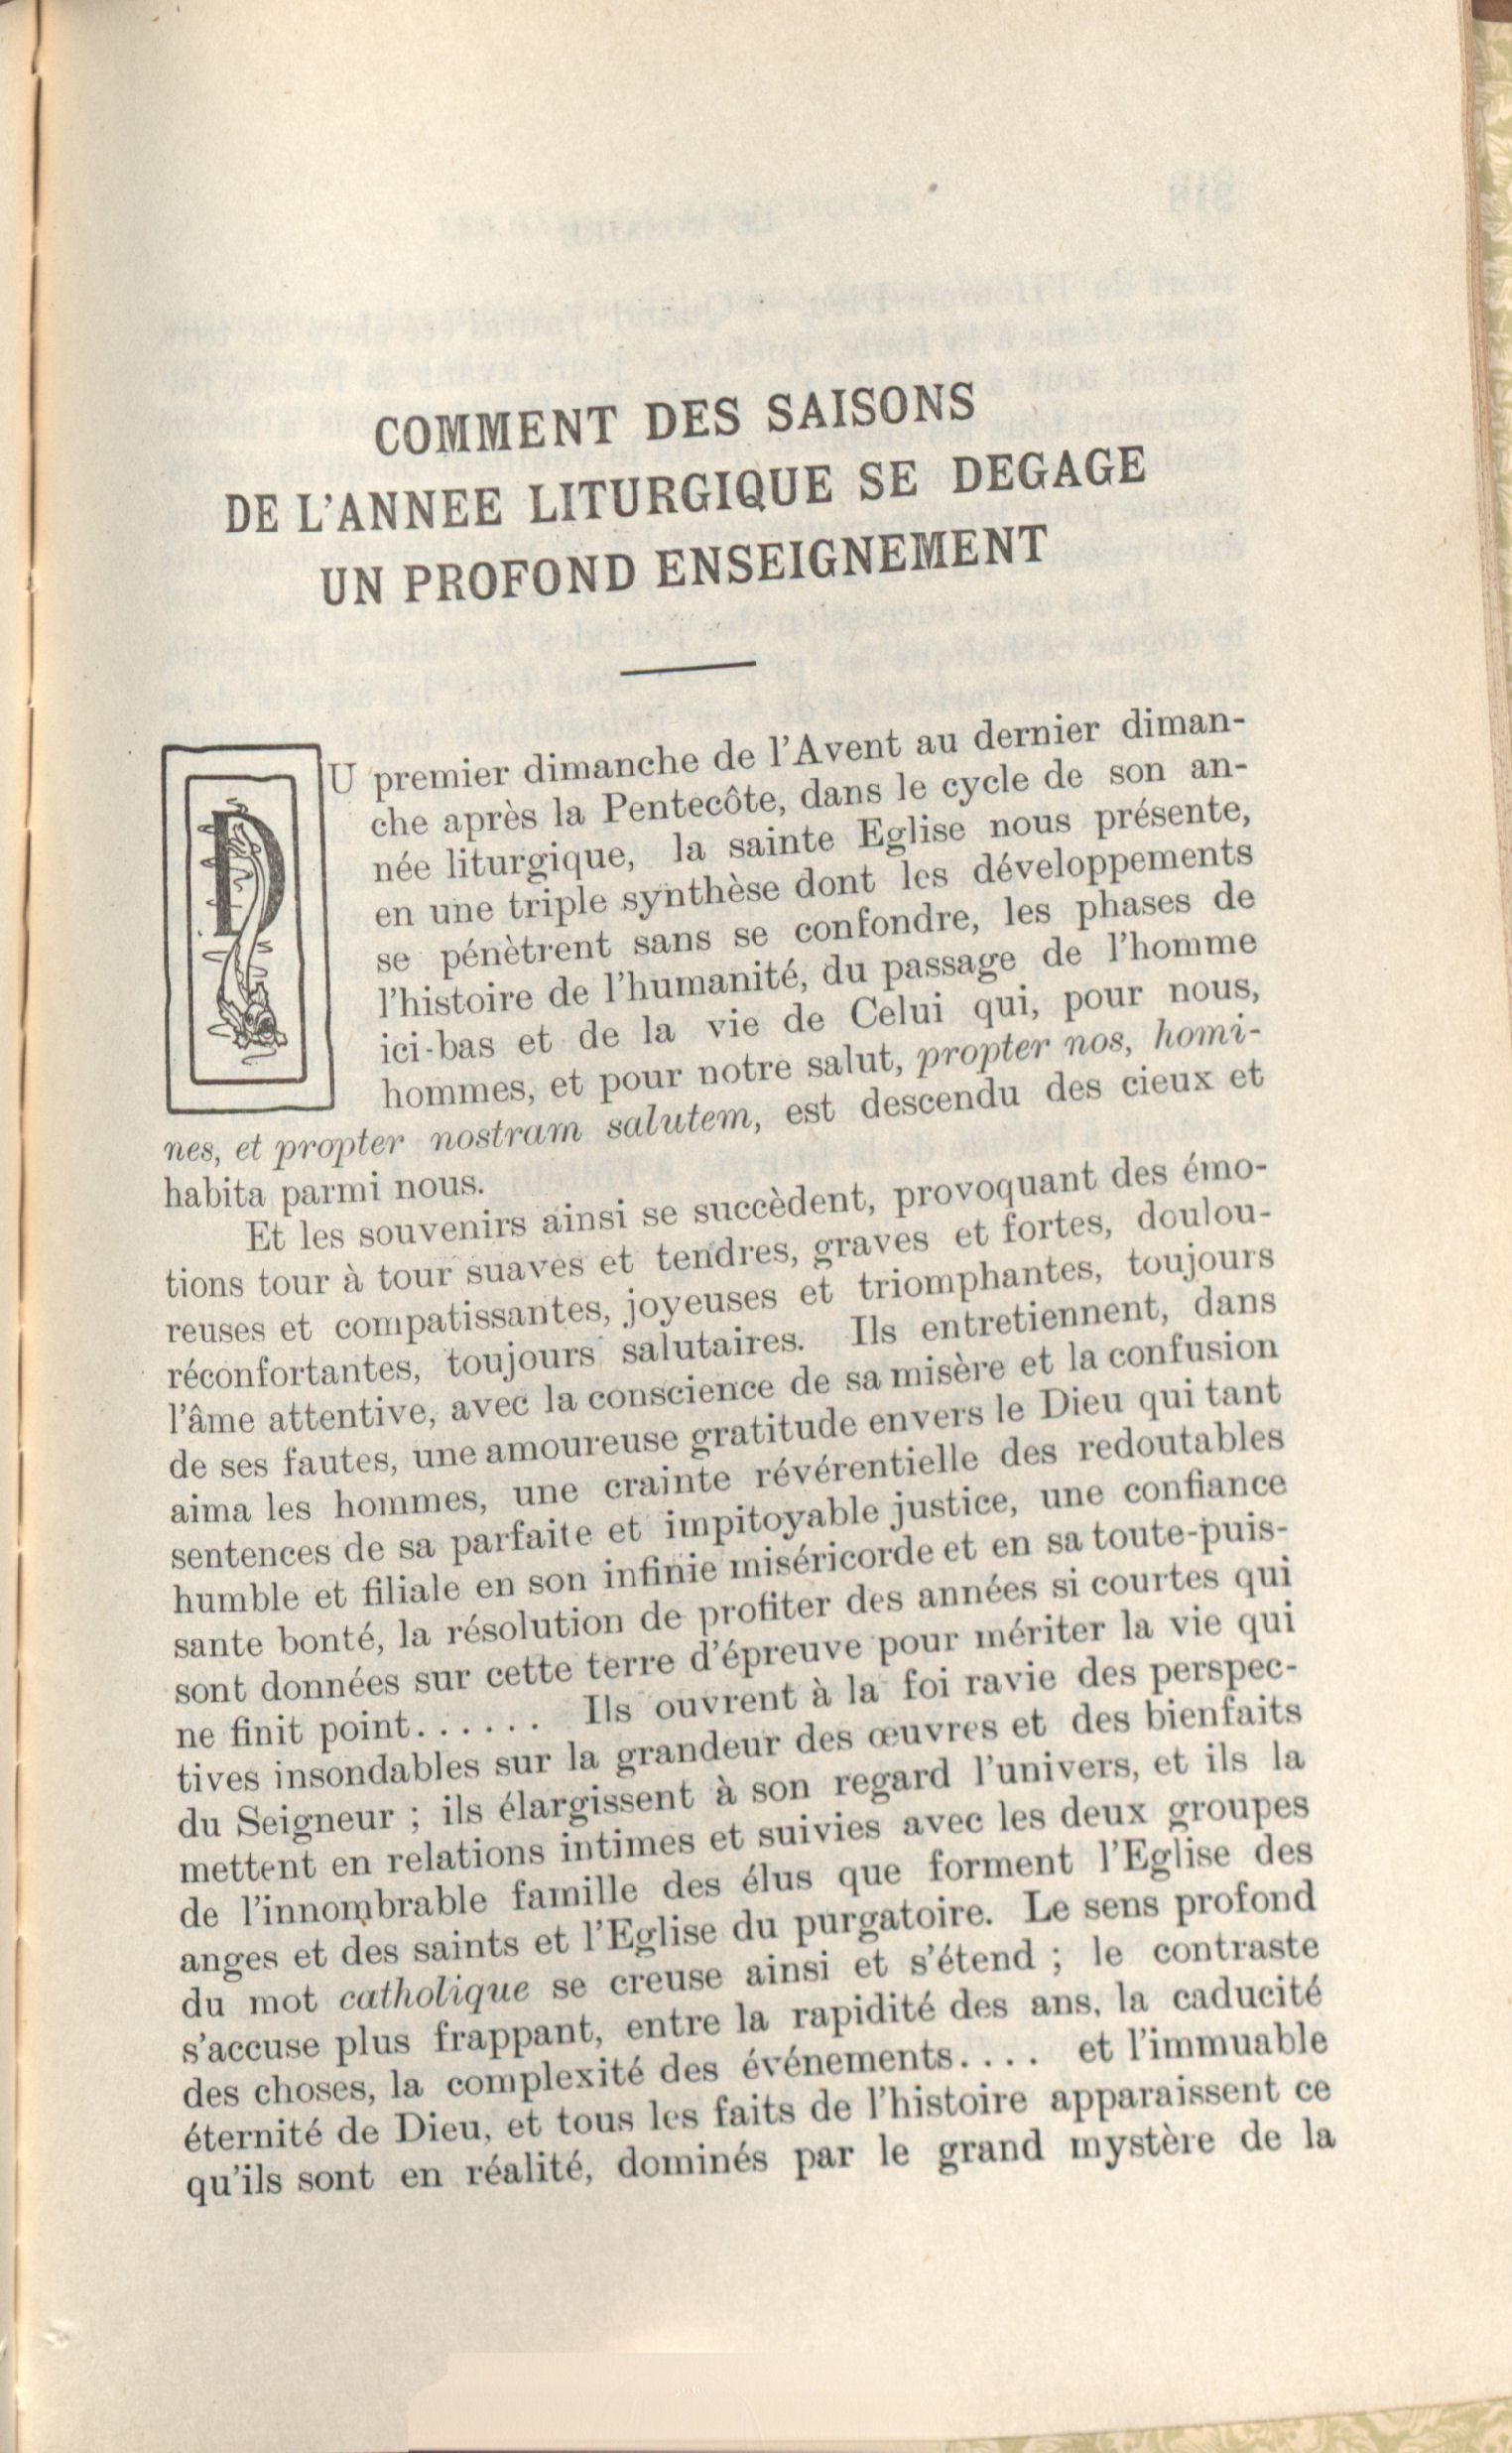 COMMENT DES SAISONS
DE L'ANNEE LITURGIQUE SE DEGAGE
UN PROFOND ENSEIGNEMENT
DU premier dimanche de l'Avent au dernier diman-
che après la Pentecôte, dans le cycle de son an-
née liturgique, la sainte Eglise nous présente,
en une triple synthèse dont les développements
se pénètrent sans se confondre, les phases de
l'histoire de l'humanité, du passage de l'homme
ici-bas et de la vie de Celui qui, pour nous,
hommes, et pour notre salut, propter nos, homi-
nes, et propter nostram salutem, est descendu des cieux et
habita parmi nous.
Et les souvenirs ainsi se succèdent, provoquant des émo-
tions tour à tour suaves et tendres, graves et fortes, doulou-
reuses et compatissantes, joyeuses et triomphantes, toujours
réconfortantes, toujours salutaires. Ils entretiennent, dans
l'âme attentive, avec la conscience de sa misère et la confusion
de ses fautes, une amoureuse gratitude envers le Dieu qui tant
aima les hommes, une crainte révérentielle des redoutables
sentences de sa parfaite et impitoyable justice, une confiance
humble et filiale en son infinie miséricorde et en sa toute-puis-
sante bonté, la résolution de profiter des années si courtes qui
sont données sur cette terre d'épreuve pour mériter la vie qui
ne finit point...... Ils ouvrent à la foi ravie des perspec-
tives insondables sur la grandeur des œuvres et des bienfaits
du Seigneur ; ils élargissent à son regard l'univers, et ils la
mettent en relations intimes et suivies avec les deux groupes
de l'innombrable famille des élus que forment l'Eglise des
anges et des saints et l'Eglise du purgatoire. Le sens profond
du mot catholique se creuse ainsi et s'étend ; le contraste
s'accuse plus frappant, entre la rapidité des ans, la caducité
des choses, la complexité des événements.... et l'immuable
éternité de Dieu, et tous les faits de l'histoire apparaissent ce
qu'ils sont en réalité, dominés par le grand mystère de la